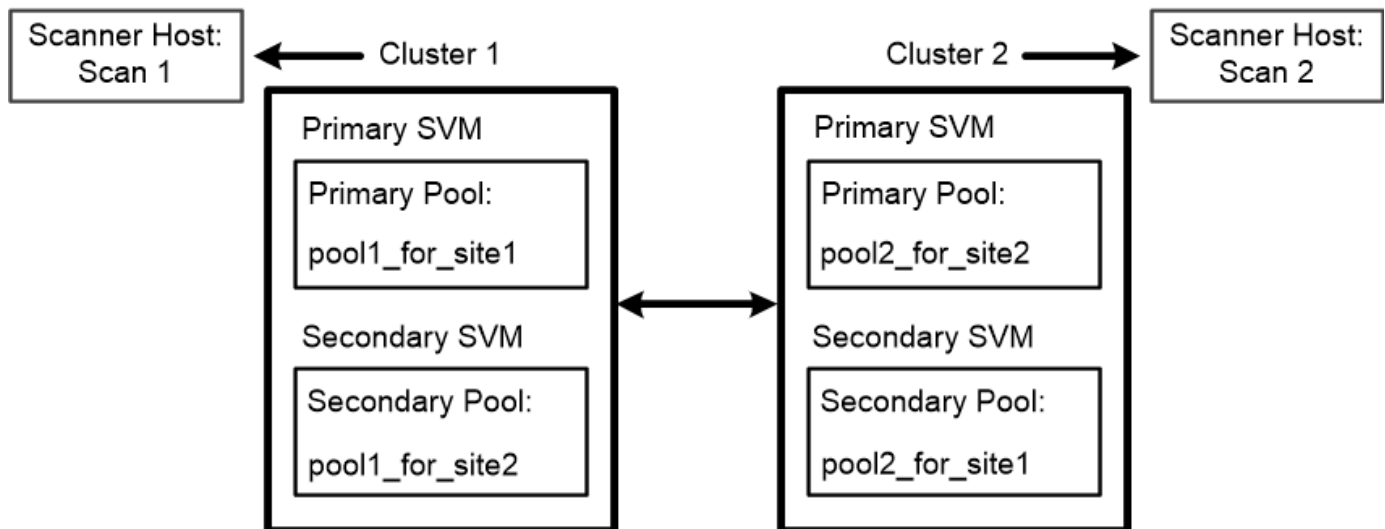 Scanner Host:
Scan 1
Cluster 1
Cluster 2
Scanner Host:
Scan 2
Primary SVM
Primary Pool:
pool1_for_site1
Secondary SVM
Secondary Pool:
pool1_for_site2
Primary SVM
Primary Pool:
pool2_for_site2
Secondary SVM
Secondary Pool:
pool2_for_site1